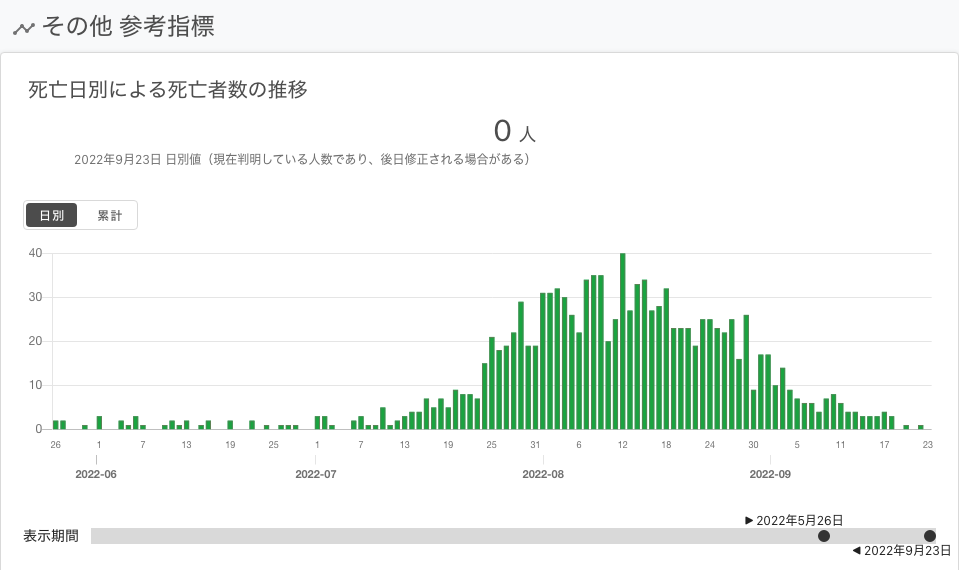 その他 参考指標
死亡日別による死亡者数の推移
0 人
2022年9月23日 日別値（現在判明している人数であり、後日修正される場合がある）
日別 累計
40
30
20
10
0
26 1 7 13 19 25 1 7 13 19 25 31 6 12 18 24 30 5 11 17 23
2022-06 2022-07 2022-08 2022-09
▶ 2022年5月26日
表示期間
◀ 2022年9月23日